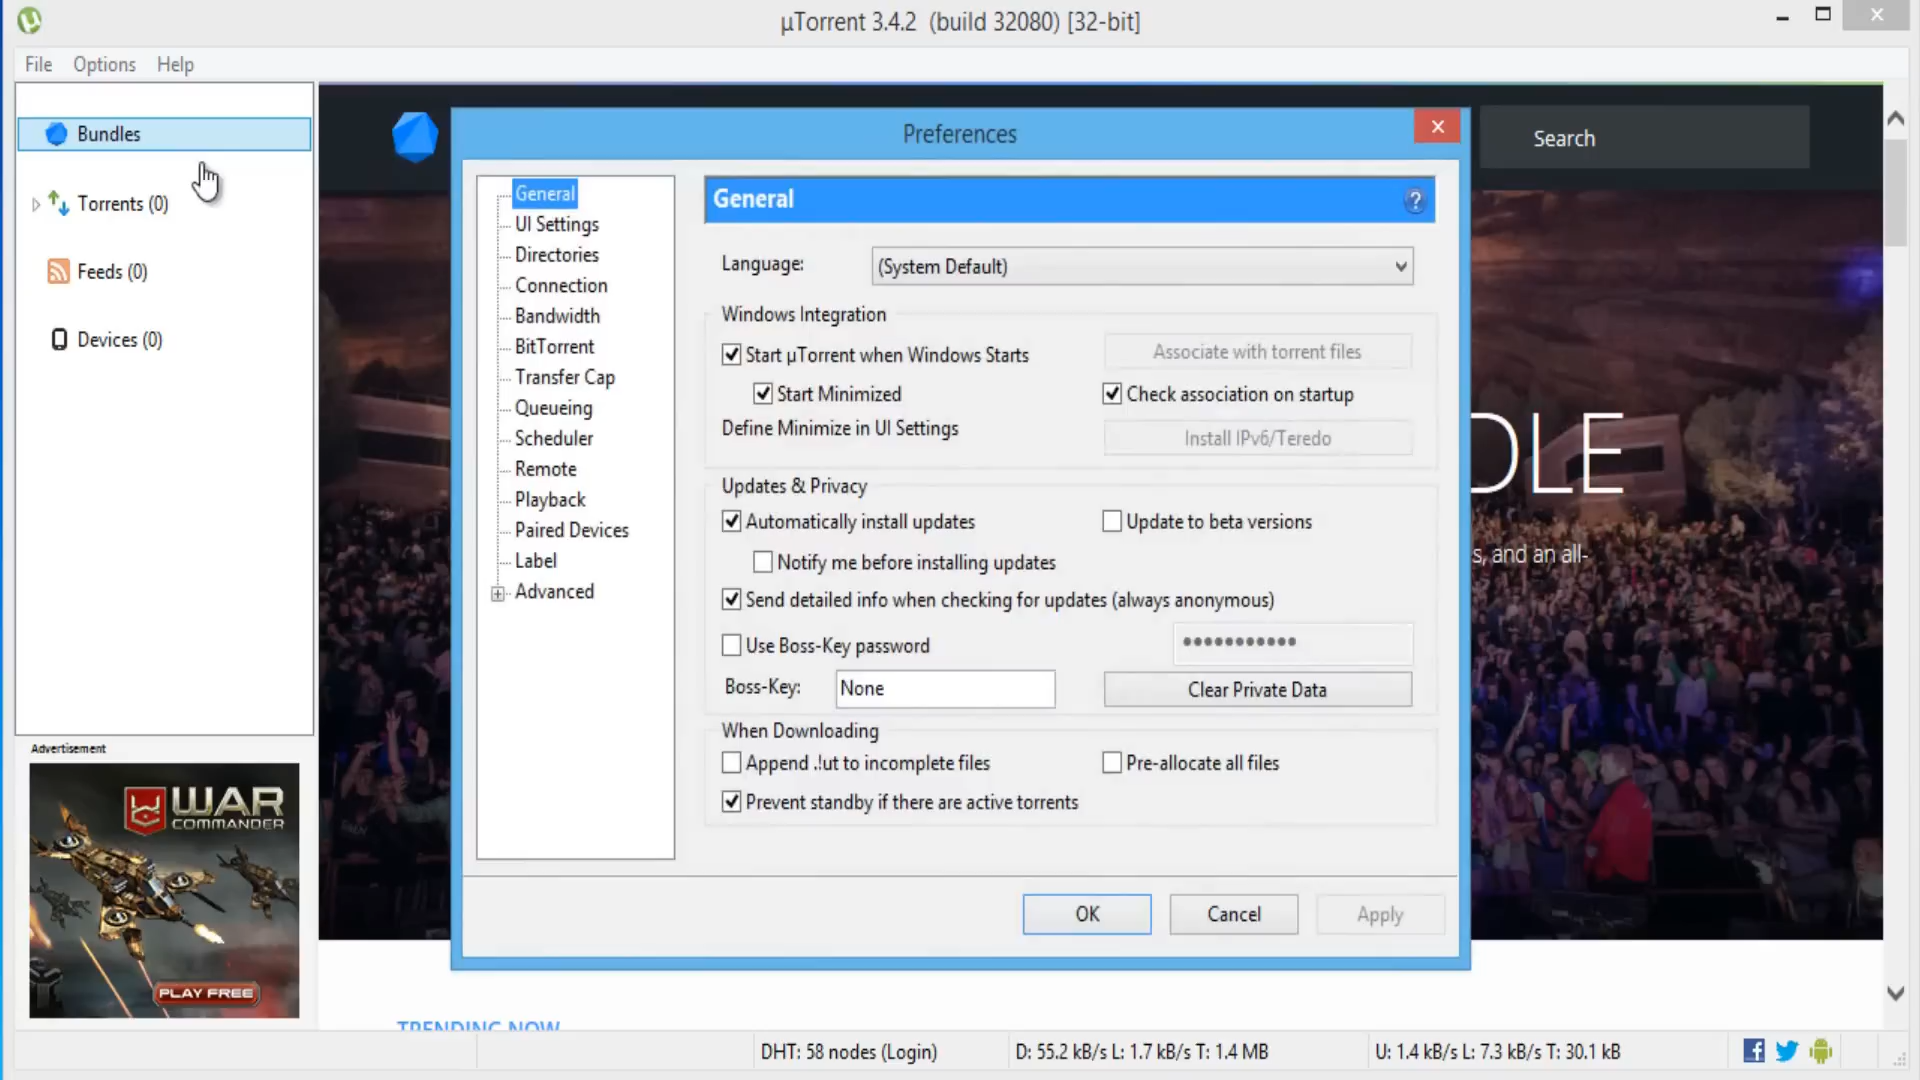 µTorrent 3.4.2 (build 32080) [32-bit]
File Options Help
Bundles
Torrents (0)
Feeds (0)
Devices (0)
Advertisement
WAR
COMMANDER
PLAY FREE
Search
DLE
s, and an all-
TRENDING NOW
Preferences
General
UI Settings
Directories
Connection
Bandwidth
BitTorrent
Transfer Cap
Queueing
Scheduler
Remote
Playback
Paired Devices
Label
Advanced
General
?
Language: (System Default)
Windows Integration
Start µTorrent when Windows Starts Associate with torrent files
Start Minimized Check association on startup
Define Minimize in UI Settings Install IPv6/Teredo
Updates & Privacy
Automatically install updates Update to beta versions
Notify me before installing updates
Send detailed info when checking for updates (always anonymous)
Use Boss-Key password •••••••••••
Boss-Key: None Clear Private Data
When Downloading
Append .!ut to incomplete files Pre-allocate all files
Prevent standby if there are active torrents
OK Cancel Apply
DHT: 58 nodes (Login) D: 55.2 kB/s L: 1.7 kB/s T: 1.4 MB U: 1.4 kB/s L: 7.3 kB/s T: 30.1 kB